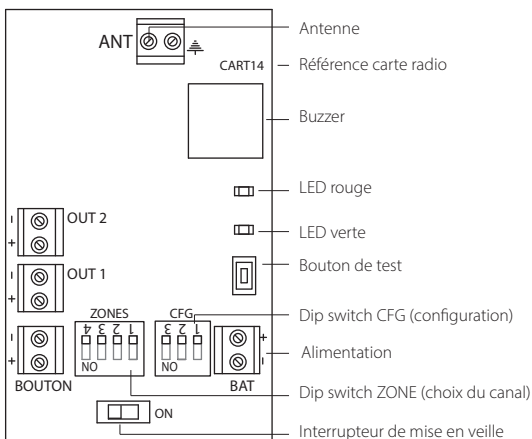 ANT
Antenne
CART14
Référence carte radio
Buzzer
LED rouge
LED verte
Bouton de test
- OUT 2
+
- OUT 1
+
ZONES
4 3 2 1
NO
CFG
3 2 1
NO
Dip switch CFG (configuration)
-
+
BOUTON
+
-
BAT
Alimentation
Dip switch ZONE (choix du canal)
ON
Interrupteur de mise en veille